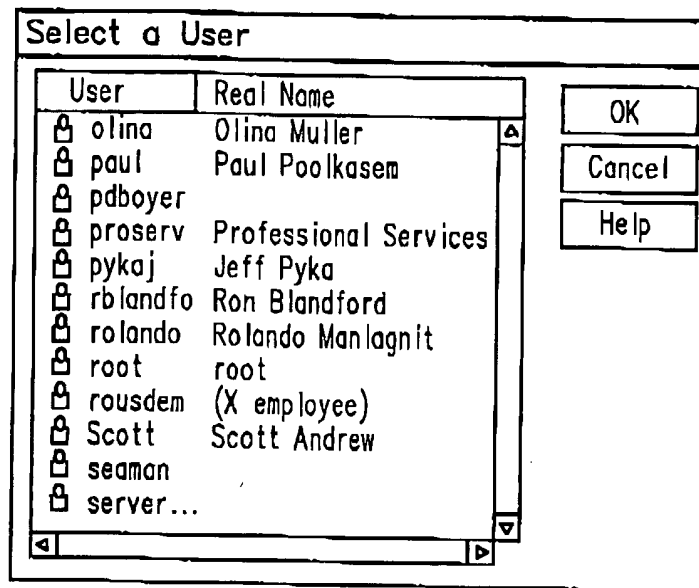 Select a User
User Real Name
olina Olina Muller
paul Paul Poolkasem
pdboyer
proserv Professional Services
pykaj Jeff Pyka
rblandfo Ron Blandford
rolando Rolando Manlagnit
root root
rousdem (X employee)
Scott Scott Andrew
seaman
server...
OK
Cancel
Help